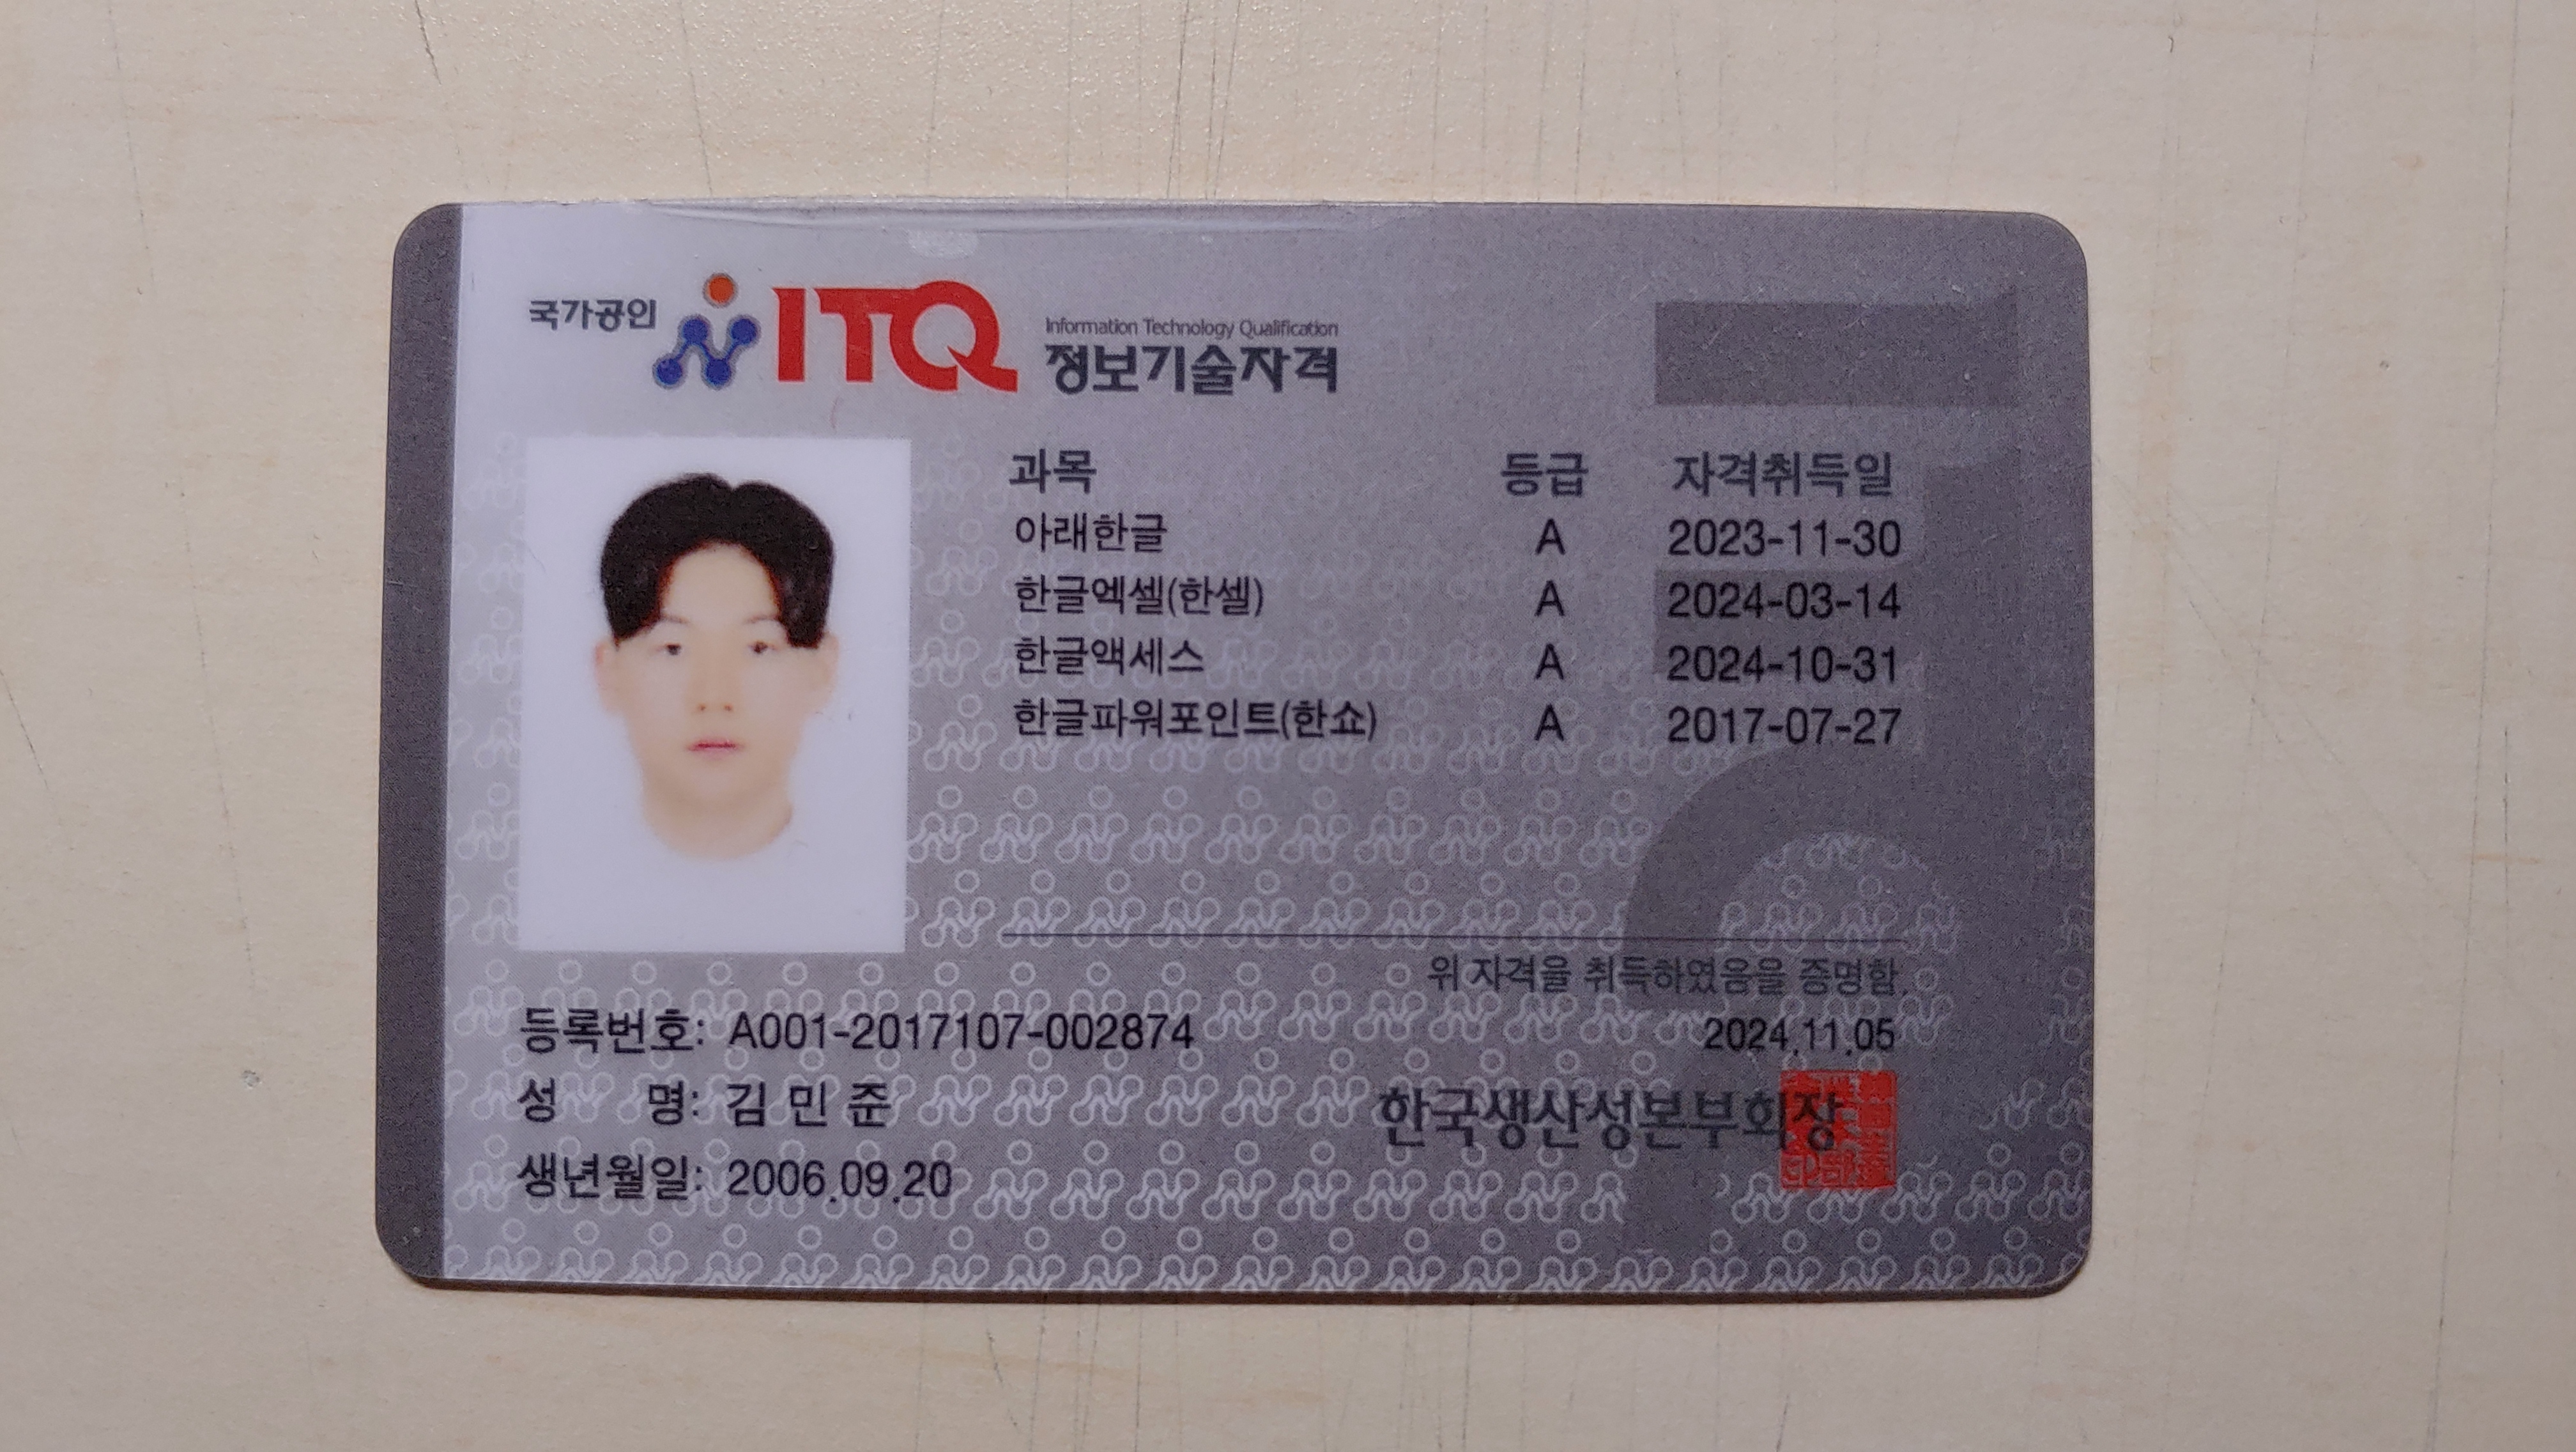 국가공인 ITQ 정보기술자격
Information Technology Qualification
과목 등급 자격취득일
아래한글 A 2023-11-30
한글엑셀(한셀) A 2024-03-14
한글액세스 A 2024-10-31
한글파워포인트(한쇼) A 2017-07-27
위 자격을 취득하였음을 증명함.
등록번호: A001-2017107-002874
2024.11.05
성 명: 김 민 준
한국생산성본부회장
생년월일: 2006.09.20